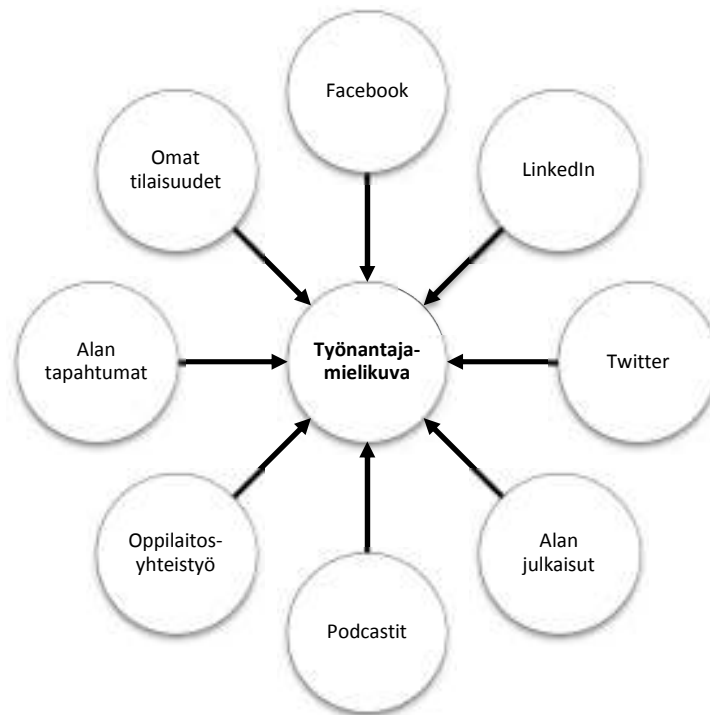 Facebook
Omat
tilaisuudet
LinkedIn
Alan
tapahtumat
Työnantaja-
mielikuva
Twitter
Oppilaitos-
yhteistyö
Alan
julkaisut
Podcastit